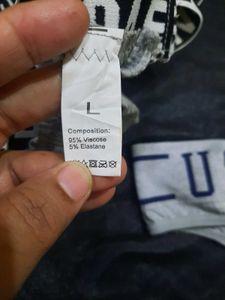 L
Composition:
95% Viscose
5% Elastane
U